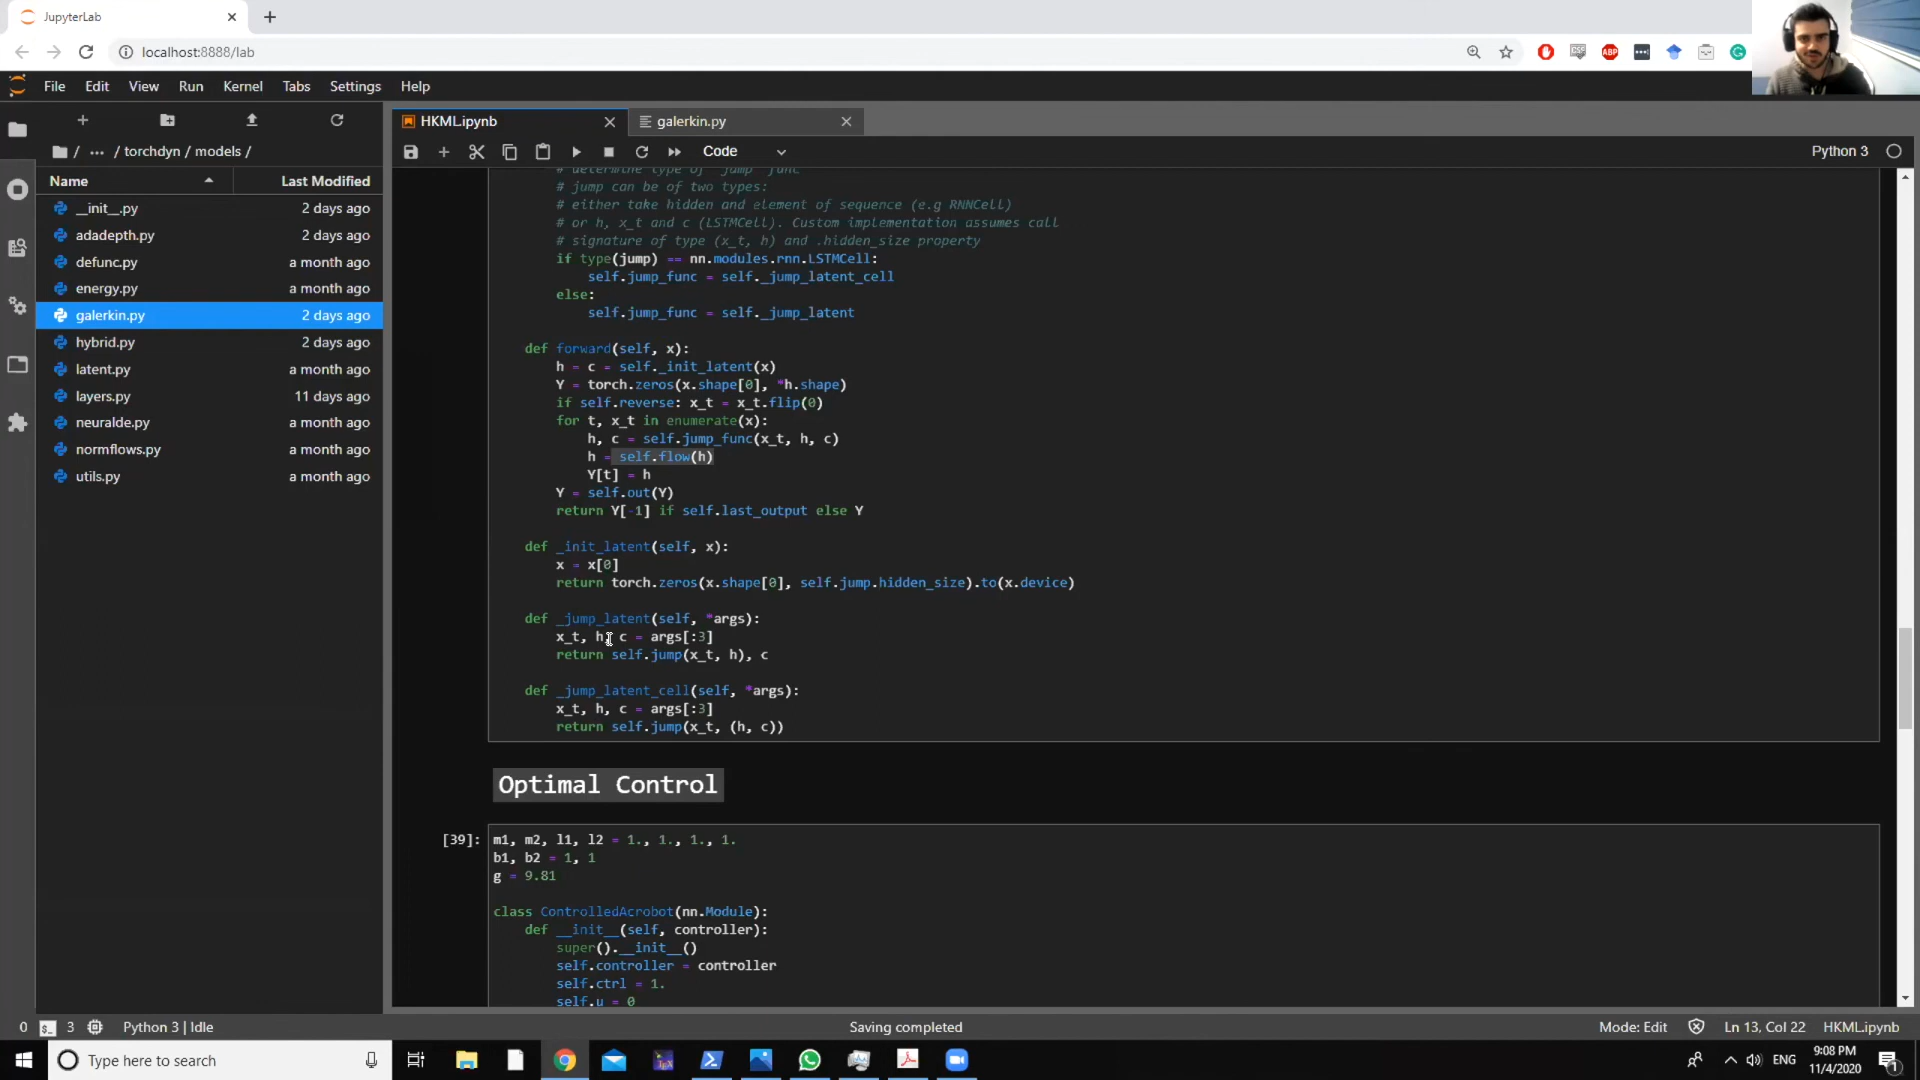 JupyterLab
localhost:8888/lab
ABP
File Edit View Run Kernel Tabs Settings Help
HKML.ipynb
galerkin.py
/ ... / torchdyn / models /
Code
Python 3
Name
Last Modified
__init__.py 2 days ago
adadepth.py 2 days ago
defunc.py a month ago
energy.py a month ago
galerkin.py 2 days ago
hybrid.py 2 days ago
latent.py a month ago
layers.py 11 days ago
neuralde.py a month ago
normflows.py a month ago
utils.py a month ago
# determine type of `jump` func
# jump can be of two types:
# either take hidden and element of sequence (e.g RNNCell)
# or h, x_t and c (LSTMCell). Custom implementation assumes call
# signature of type (x_t, h) and .hidden_size property
if type(jump) == nn.modules.rnn.LSTMCell:
self.jump_func = self._jump_latent_cell
else:
self.jump_func = self._jump_latent
def forward(self, x):
h = c = self._init_latent(x)
Y = torch.zeros(x.shape[0], *h.shape)
if self.reverse: x_t = x_t.flip(0)
for t, x_t in enumerate(x):
h, c = self.jump_func(x_t, h, c)
h = self.flow(h)
Y[t] = h
Y = self.out(Y)
return Y[-1] if self.last_output else Y
def _init_latent(self, x):
x = x[0]
return torch.zeros(x.shape[0], self.jump.hidden_size).to(x.device)
def _jump_latent(self, *args):
x_t, h, c = args[:3]
return self.jump(x_t, h), c
def _jump_latent_cell(self, *args):
x_t, h, c = args[:3]
return self.jump(x_t, (h, c))
Optimal Control
[39]:
m1, m2, l1, l2 = 1., 1., 1., 1.
b1, b2 = 1, 1
g = 9.81
class ControlledAcrobot(nn.Module):
def __init__(self, controller):
super().__init__()
self.controller = controller
self.ctrl = 1.
self.u = 0
0 $_ 3 Python 3 | Idle
Saving completed
Mode: Edit
Ln 13, Col 22
HKML.ipynb
Type here to search
ENG
9:08 PM
11/4/2020
1